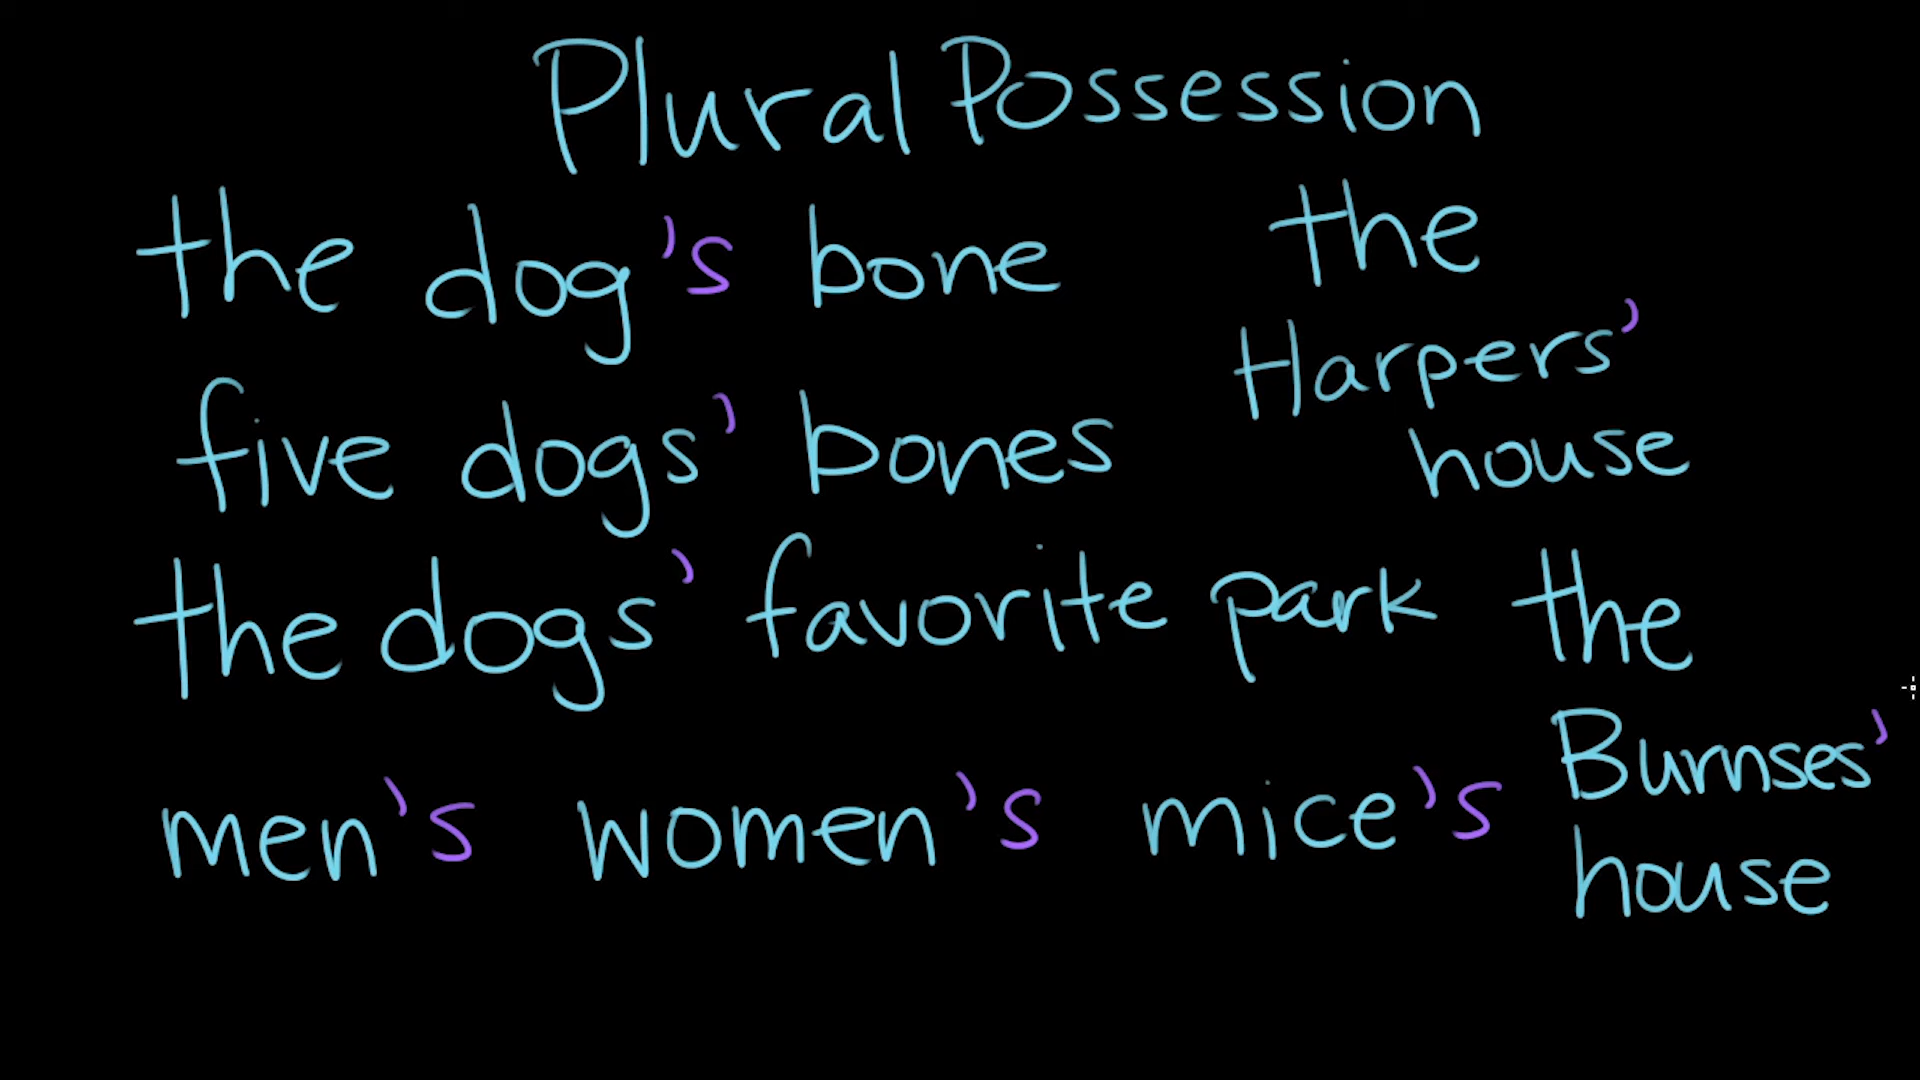 Plural Possession
the dog's bone
five dogs' bones
the dogs' favorite park
men's women's mice's
the
Harpers'
house
the
Burnses'
house